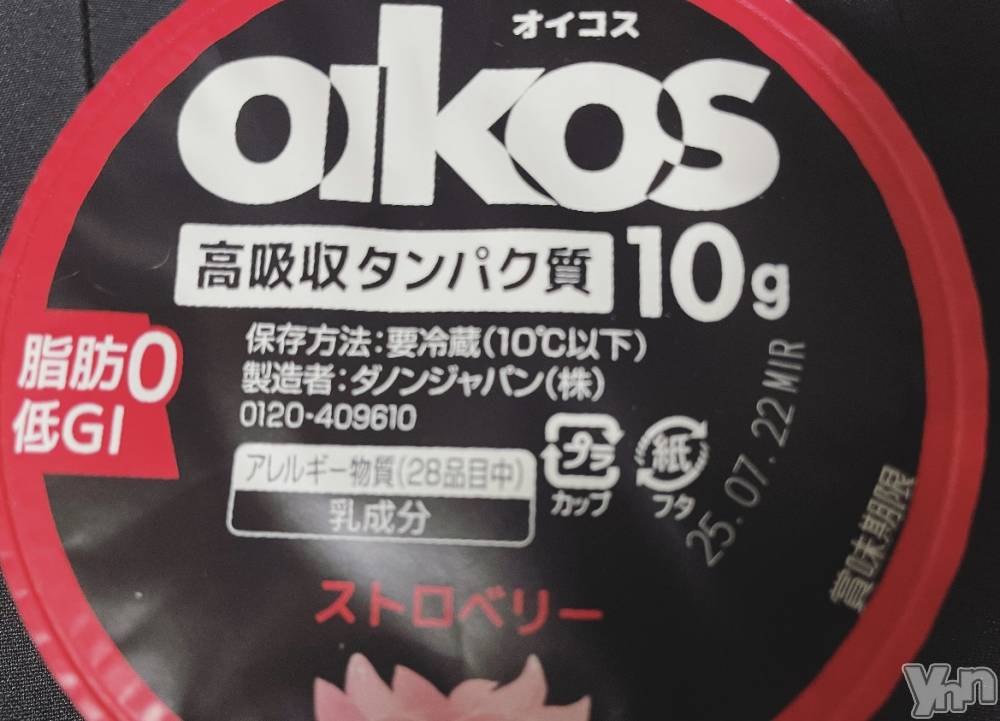 オイコス
oikos
高吸収タンパク質 10g
脂肪0
低GI
保存方法:要冷蔵(10℃以下)
製造者:ダノンジャパン(株)
0120-409610
アレルギー物質(28品目中)
乳成分
プラ
カップ
紙
フタ
25.07.22 MIR
賞味期限
ストロベリー
Yhn